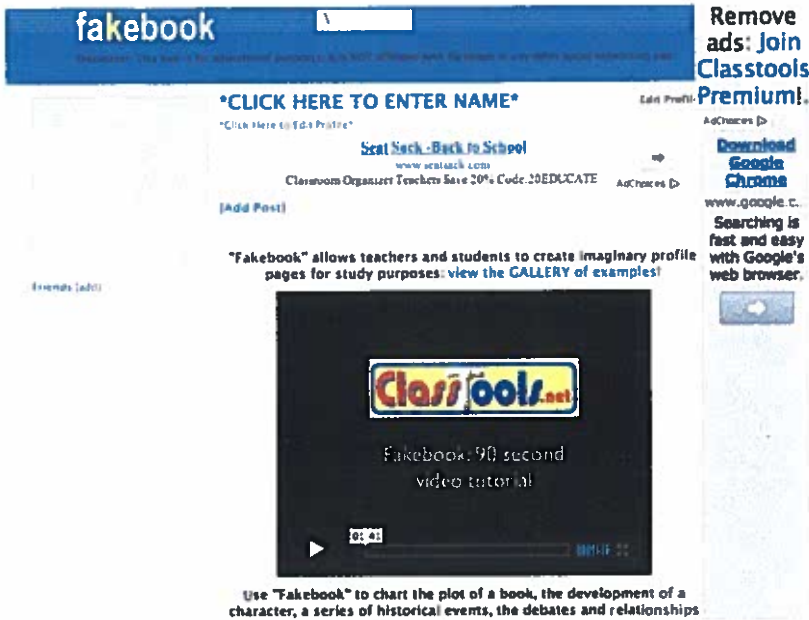 fakebook
\
Remove
ads: Join
Classtools
Premium!.
*CLICK HERE TO ENTER NAME*
Edit Profil
*Click Here to Edit Profile*
AdChoices
Seat Sack -Back to School
www.seatsack.com
Classroom Organizer Teachers Save 20% Code:20EDUCATE
AdChoices
Download
Google
Chrome
www.google.c..
Searching is
fast and easy
with Google's
web browser.
[Add Post]
"Fakebook" allows teachers and students to create imaginary profile
pages for study purposes: view the GALLERY of examples!
Friends (add)
ClassTools.net
Fakebook: 90 second
video tutorial
01:41
Use "Fakebook" to chart the plot of a book, the development of a
character, a series of historical events, the debates and relationships